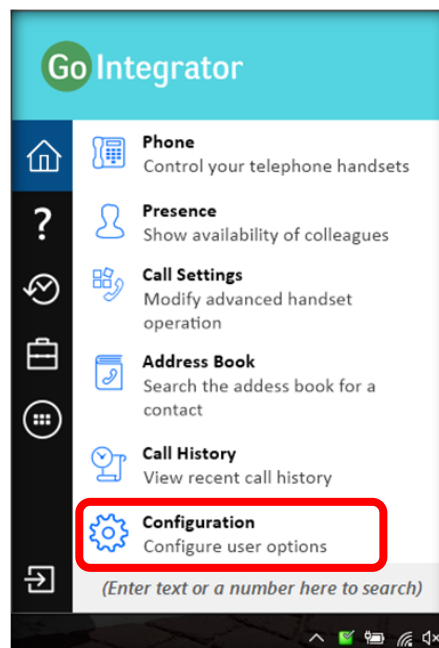 Go Integrator
Phone
Control your telephone handsets
?
Presence
Show availability of colleagues
Call Settings
Modify advanced handset
operation
Address Book
Search the addess book for a
contact
Call History
View recent call history
Configuration
Configure user options
(Enter text or a number here to search)